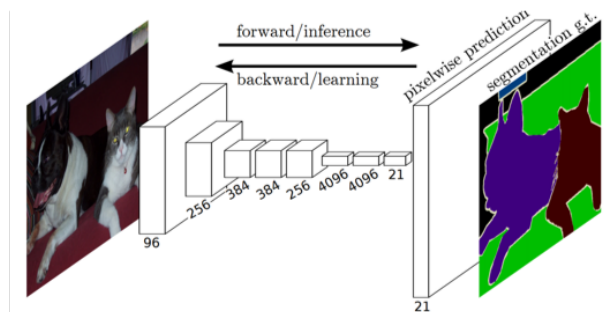 forward/inference
backward/learning
pixelwise prediction
segmentation g.t.
96
256
384
384
256
4096
4096
21
21